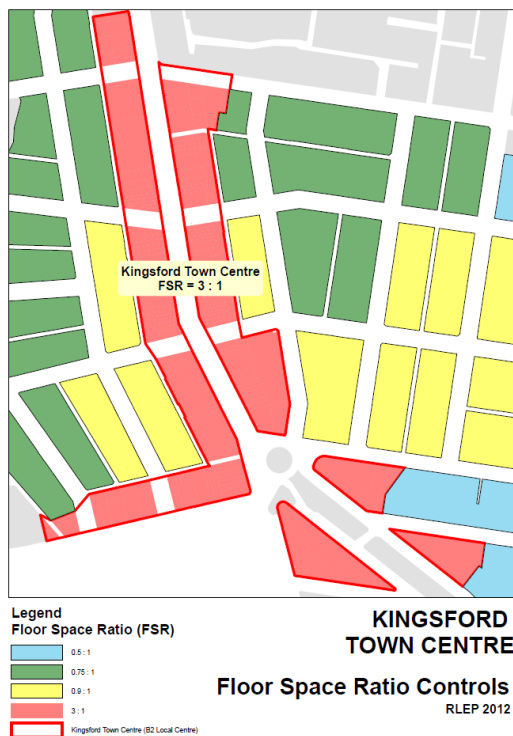 Kingsford Town Centre
FSR = 3 : 1
Legend
Floor Space Ratio (FSR)
0.5 : 1
0.75 : 1
0.9 : 1
3 : 1
Kingsford Town Centre (B2 Local Centre)
KINGSFORD
TOWN CENTRE
Floor Space Ratio Controls
RLEP 2012